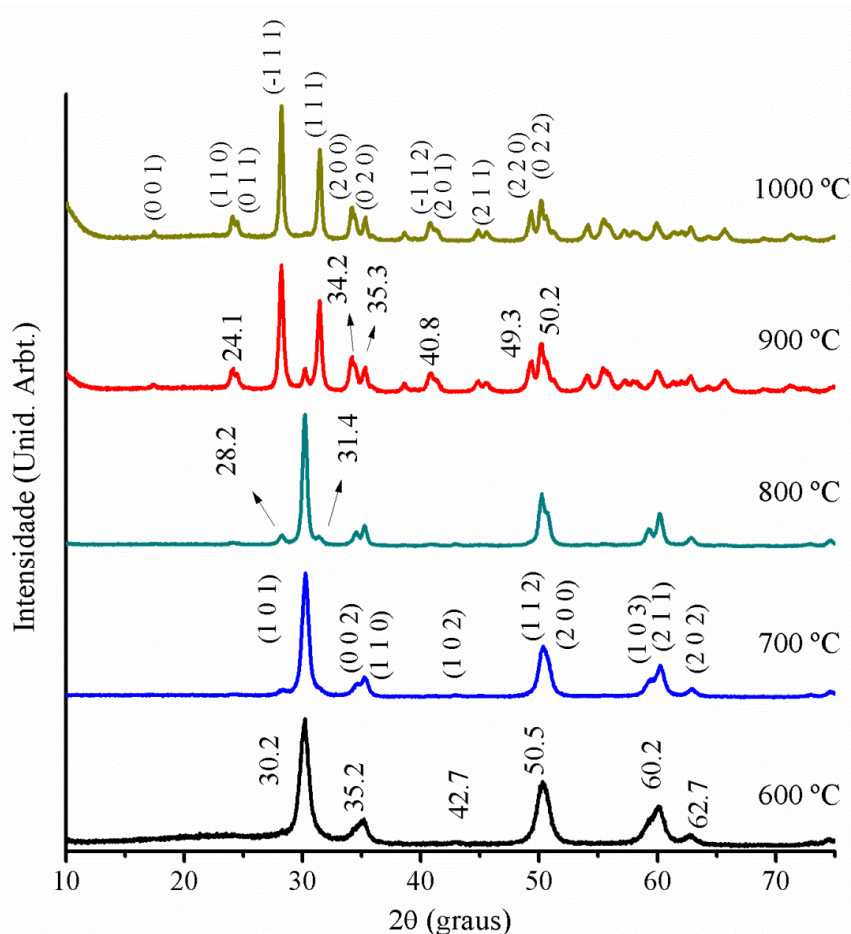 (0 0 1)
(1 1 0)
(0 1 1)
(-1 1 1)
(1 1 1)
(2 0 0)
(0 2 0)
(-1 1 2)
(2 0 1)
(2 1 1)
(2 2 0)
(0 2 2)
1000 ºC
24.1
34.2
35.3
40.8
49.3
50.2
900 ºC
28.2
31.4
800 ºC
(1 0 1)
(0 0 2)
(1 1 0)
(1 0 2)
(1 1 2)
(2 0 0)
(1 0 3)
(2 1 1)
(2 0 2)
700 ºC
30.2
35.2
42.7
50.5
60.2
62.7
600 ºC
Intensidade (Unid. Arbt.)
10 20 30 40 50 60 70
2θ (graus)